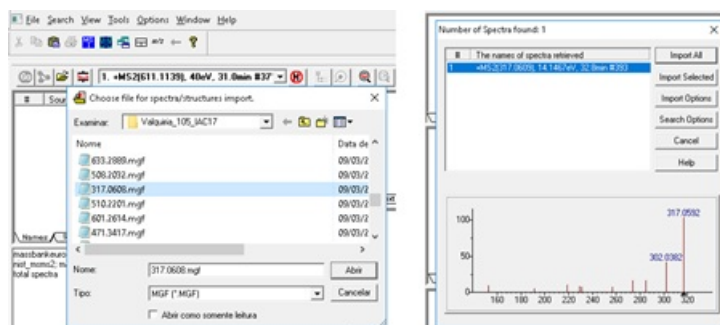 File Search View Tools Options Window Help
1. +MS2(611.1139), 40eV, 31.0min #37
# Sour
Choose file for spectra/structures import.
Examinar: Valqueria_105_IAC17
Nome Data de
633.2889.mgf 09/03/2
508.2032.mgf 09/03/2
317.0608.mgf 09/03/2
510.2201.mgf 09/03/2
601.2614.mgf 09/03/2
471.3417.mgf 09/03/2
Names
massbankeuro
nist_msms2; m
total spectra
Nome: 317.0608.mgf Abrir
Tipo: MGF (*.MGF) Cancelar
Abrir como somente leitura
Number of Spectra found: 1
# The names of spectra retrieved
1 +MS2(317.0609), 14.1467eV, 32.8min #393
Import All
Import Selected
Import Options
Search Options
Cancel
Help
100
50
0
317.0592
302.0382
160 180 200 220 240 260 280 300 320